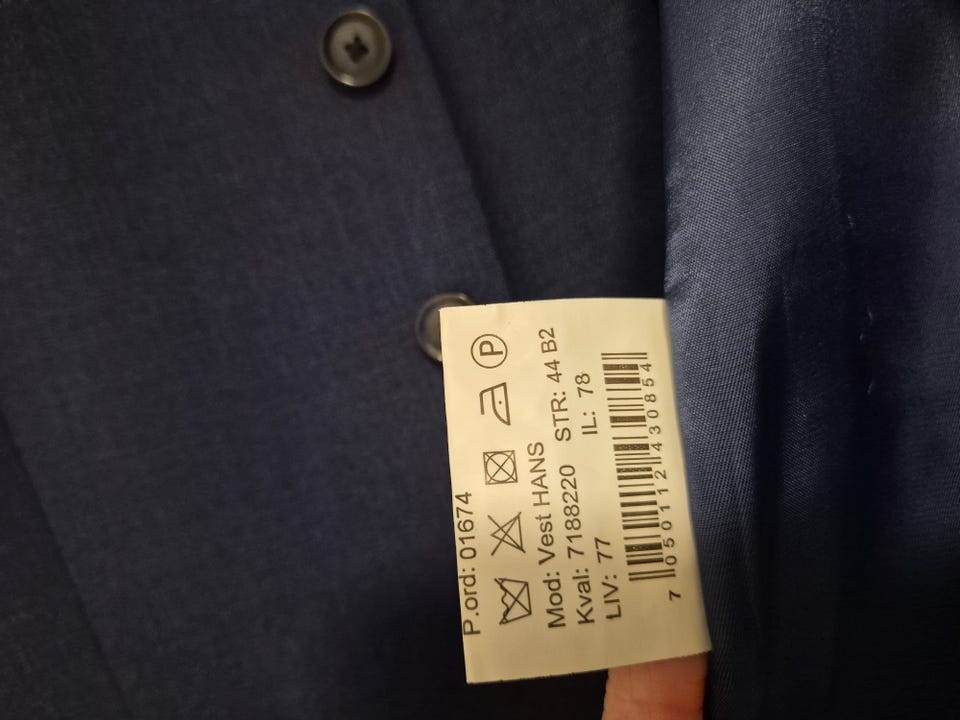 P.ord: 01674
P
Mod: Vest HANS
Kval: 7188220 STR: 44 B2
LIV: 77 IL: 78
7 050112 430854